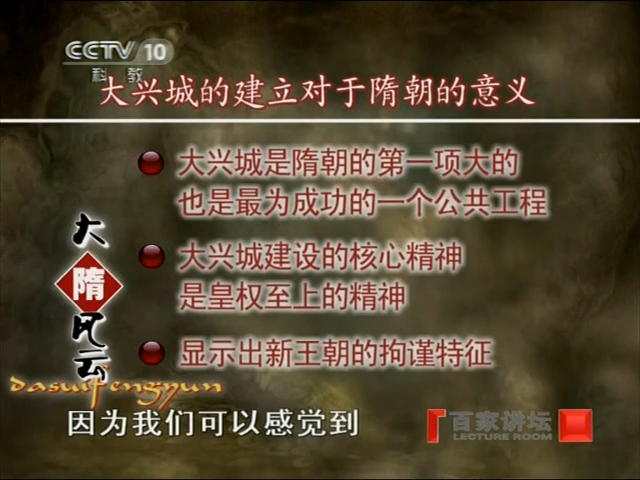 CCTV 10
科教
大兴城的建立对于隋朝的意义
大兴城是隋朝的第一项大的
也是最为成功的一个公共工程
大兴城建设的核心精神
是皇权至上的精神
显示出新王朝的拘谨特征
大隋风云
dasuifengyun
因为我们可以感觉到
百家讲坛
LECTURE ROOM